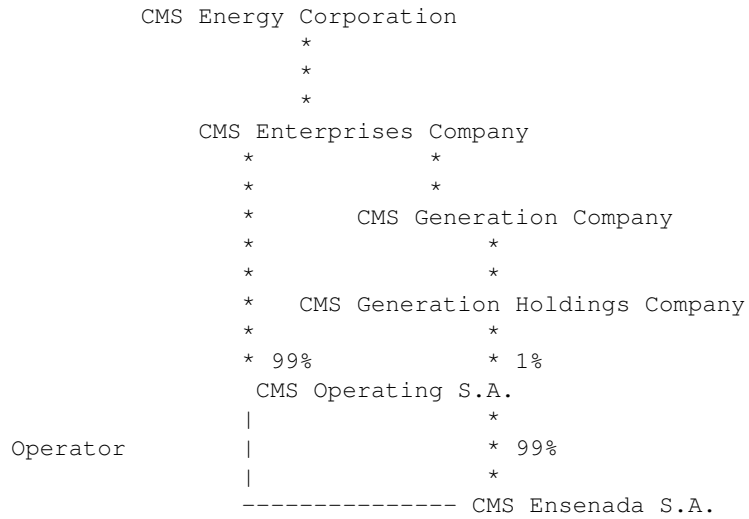 CMS Energy Corporation
*
*
*
CMS Enterprises Company
* *
* *
* CMS Generation Company
* *
* *
* CMS Generation Holdings Company
* *
* 99% * 1%
CMS Operating S.A.
| *
Operator | * 99%
| *
--------------- CMS Ensenada S.A.